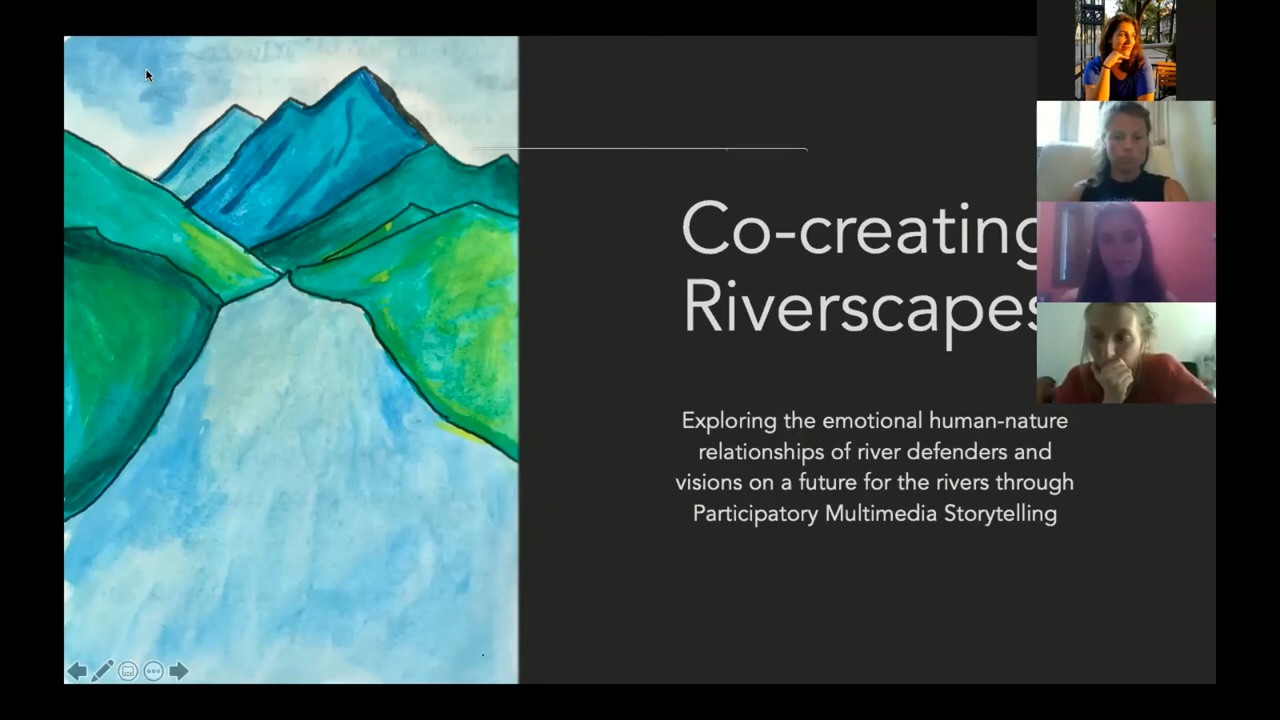 Co-creating
Riverscapes
Exploring the emotional human-nature
relationships of river defenders and
visions on a future for the rivers through
Participatory Multimedia Storytelling